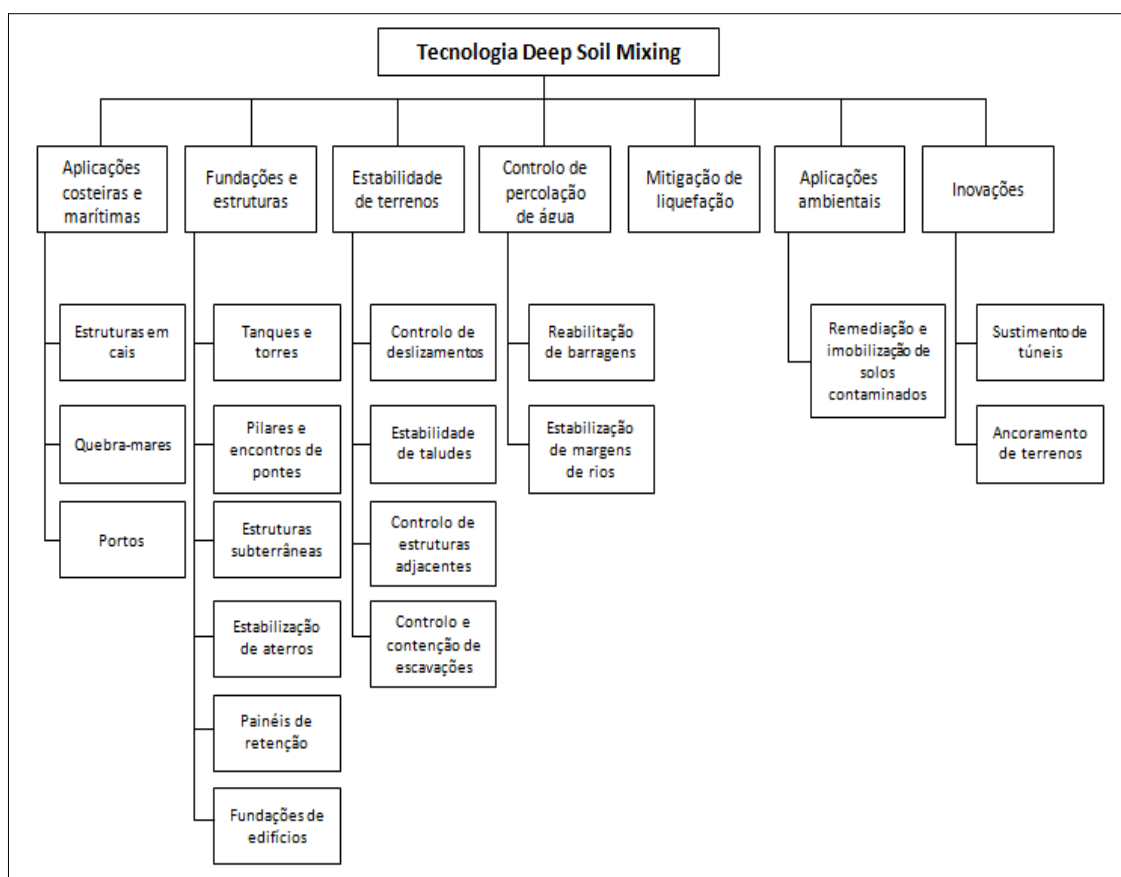 Tecnologia Deep Soil Mixing
Aplicações
costeiras e
marítimas
Fundações e
estruturas
Estabilidade
de terrenos
Controlo de
percolação
de água
Mitigação de
liquefação
Aplicações
ambientais
Inovações
Estruturas em
cais
Quebra-mares
Portos
Tanques e
torres
Pilares e
encontros de
pontes
Estruturas
subterrâneas
Estabilização
de aterros
Painéis de
retenção
Fundações de
edifícios
Controlo de
deslizamentos
Estabilidade
de taludes
Controlo de
estruturas
adjacentes
Controlo e
contenção de
escavações
Reabilitação
de barragens
Estabilização
de margens
de rios
Remediação e
imobilização de
solos
contaminados
Sustimento de
túneis
Ancoramento
de terrenos